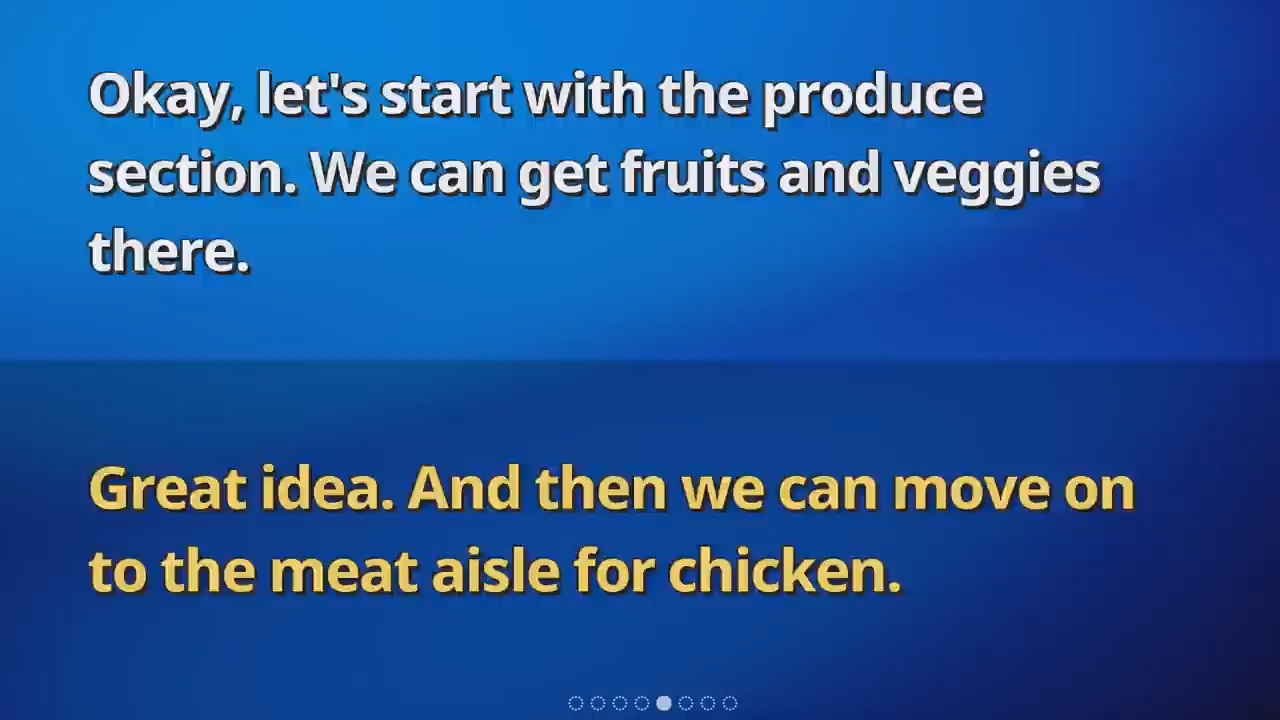 Okay, let's start with the produce
section. We can get fruits and veggies
there.
Great idea. And then we can move on
to the meat aisle for chicken.